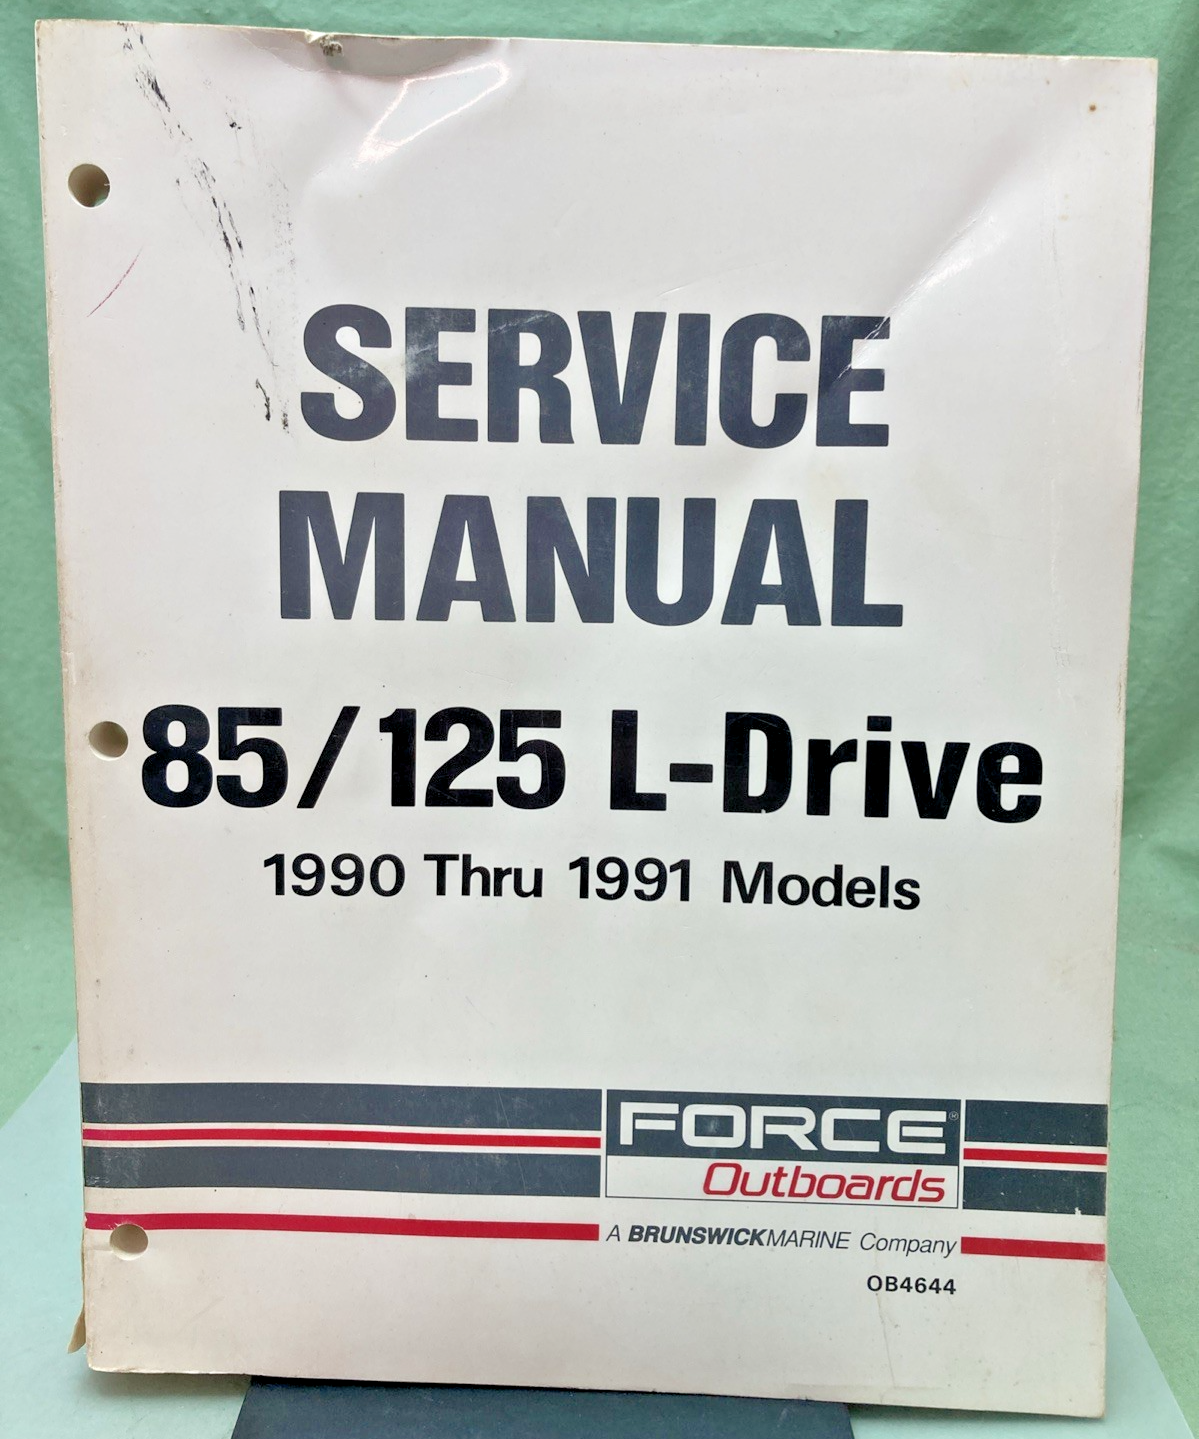 SERVICE
MANUAL
85/125 L-Drive
1990 Thru 1991 Models
FORCE®
Outboards
A BRUNSWICK MARINE Company
OB4644